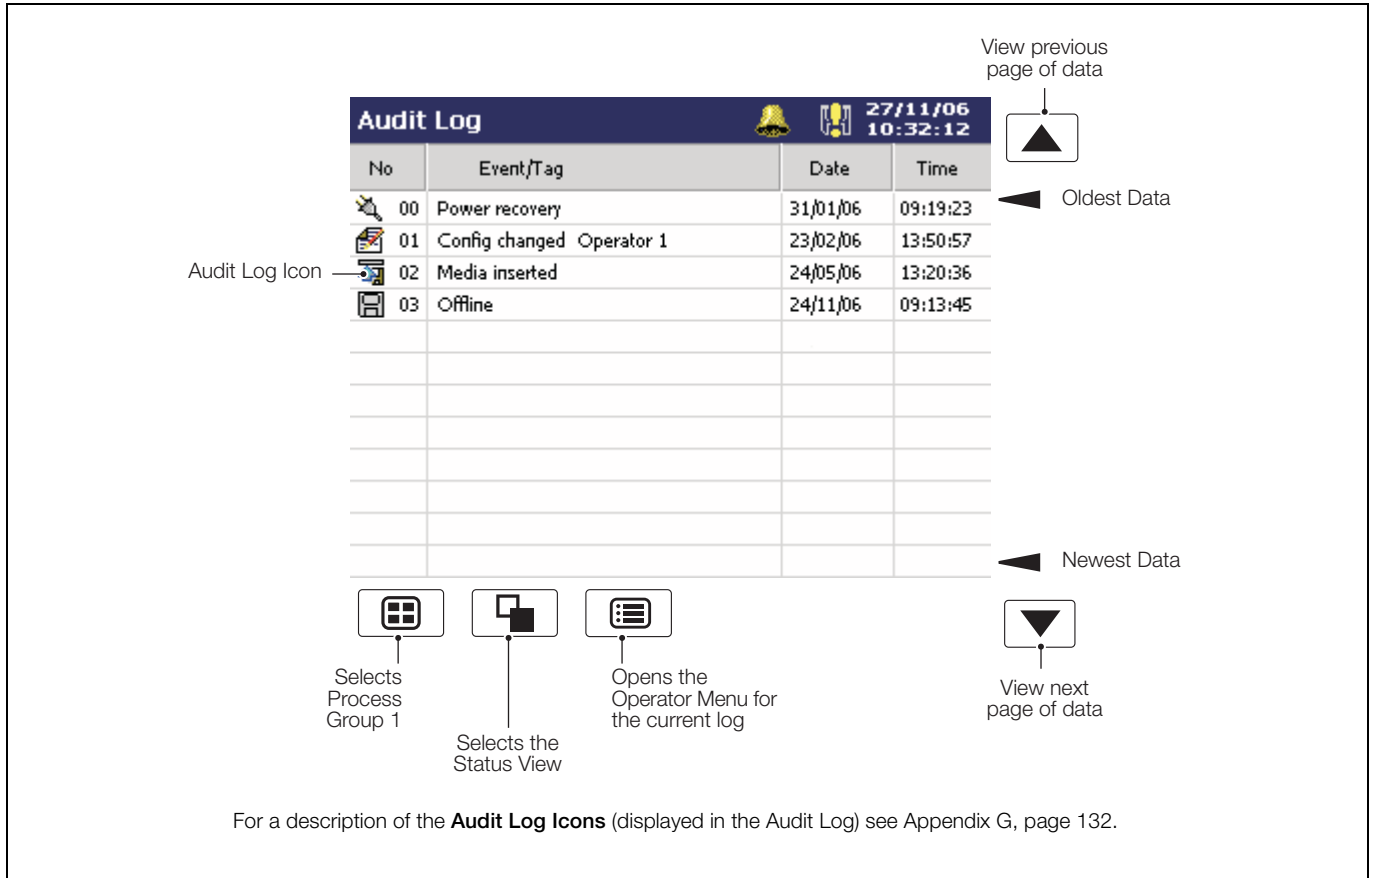 View previous
page of data
Audit Log
27/11/06
10:32:12
No Event/Tag Date Time
00 Power recovery 31/01/06 09:19:23
Oldest Data
01 Config changed Operator 1 23/02/06 13:50:57
Audit Log Icon
02 Media inserted 24/05/06 13:20:36
03 Offline 24/11/06 09:13:45
Newest Data
Selects
Process
Group 1
Selects the
Status View
Opens the
Operator Menu for
the current log
View next
page of data
For a description of the Audit Log Icons (displayed in the Audit Log) see Appendix G, page 132.